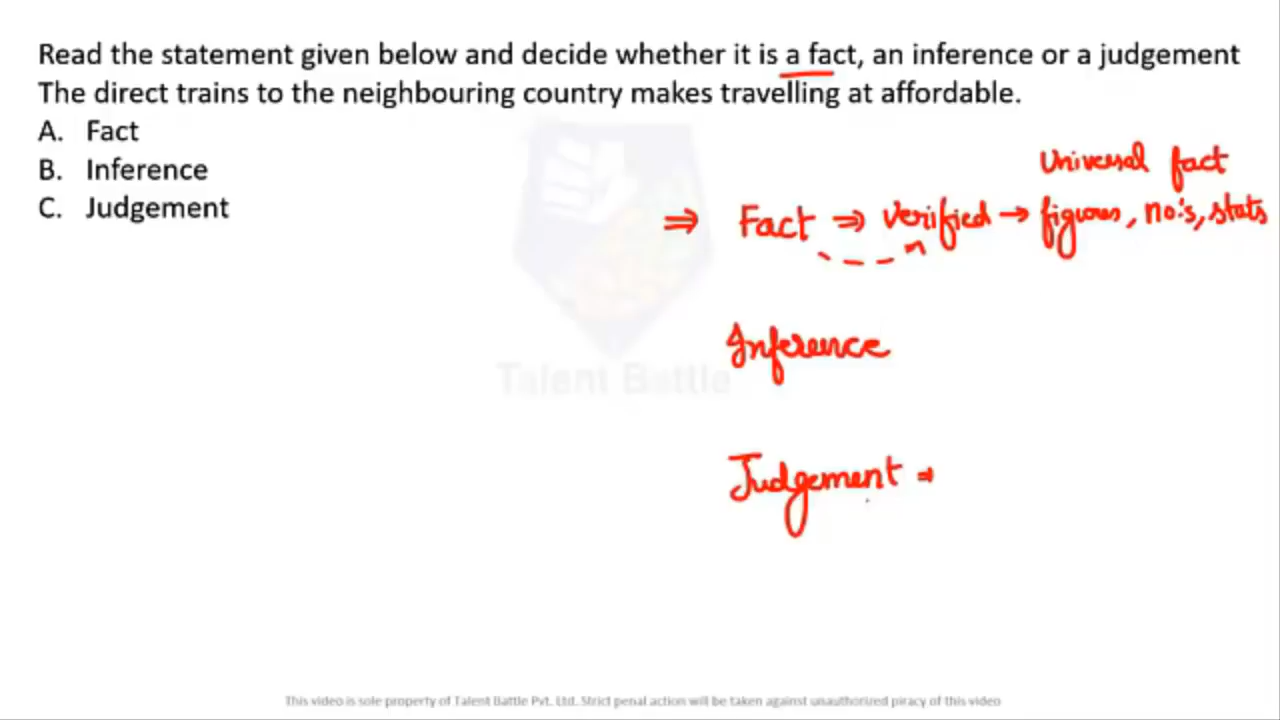 Read the statement given below and decide whether it is a fact, an inference or a judgement
The direct trains to the neighbouring country makes travelling at affordable.
A. Fact
B. Inference
C. Judgement
Universal fact
⇒ Fact ⇒ verified → figures, no:s, stats
Inference
Judgement ⇒
Talent Battle
This video is sole property of Talent Battle Pvt. Ltd. Strict penal action will be taken against unauthorized piracy of this video